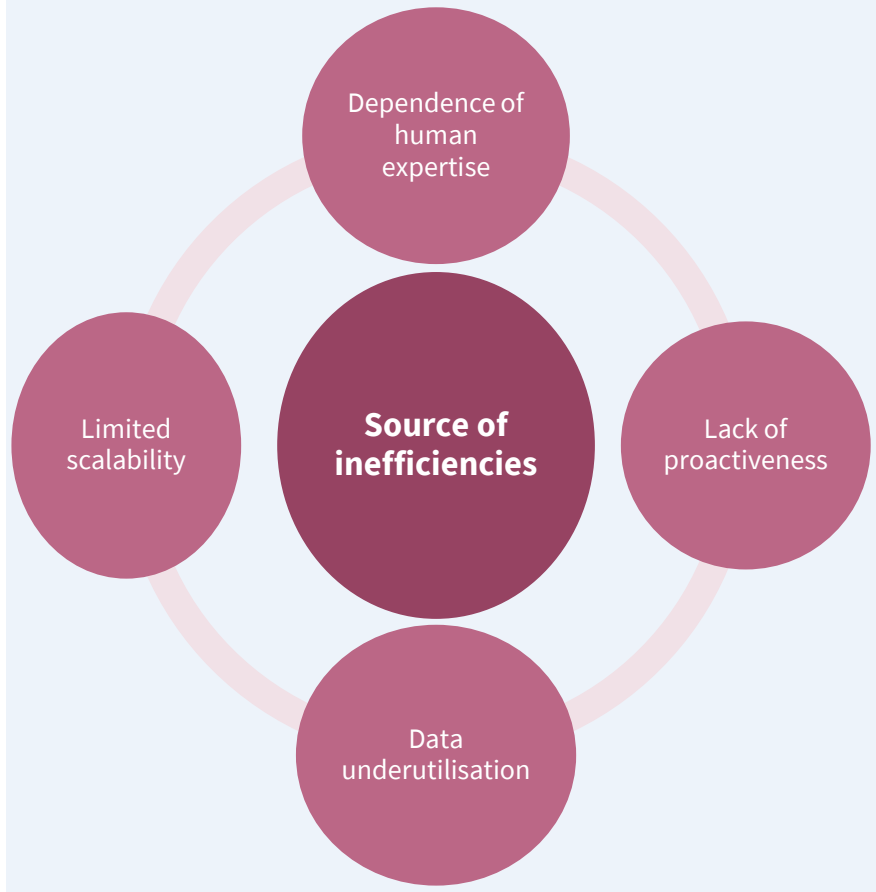 Dependence of
human
expertise
Limited
scalability
Source of
inefficiencies
Lack of
proactiveness
Data
underutilisation